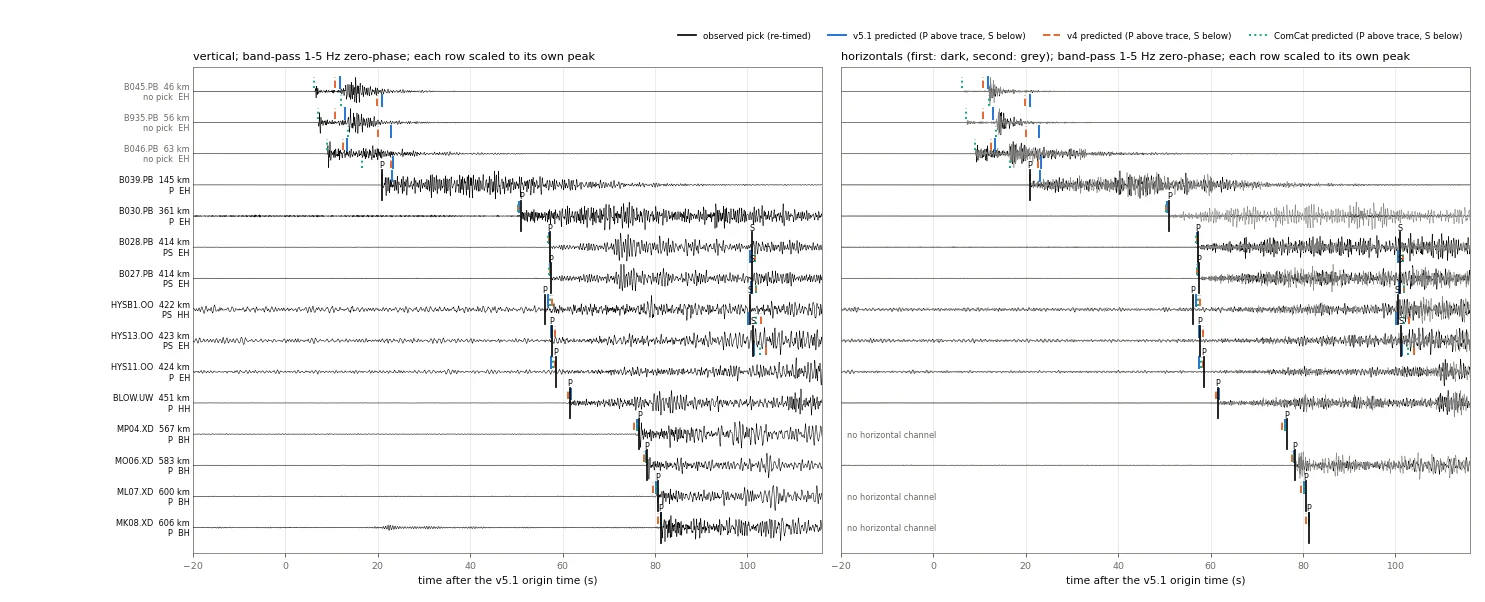 observed pick (re-timed)
v5.1 predicted (P above trace, S below)
v4 predicted (P above trace, S below)
ComCat predicted (P above trace, S below)
vertical; band-pass 1-5 Hz zero-phase; each row scaled to its own peak
horizontals (first: dark, second: grey); band-pass 1-5 Hz zero-phase; each row scaled to its own peak
B045.PB 46 km
no pick EH
B935.PB 56 km
no pick EH
B046.PB 63 km
no pick EH
P
P
B039.PB 145 km
P EH
P
P
B030.PB 361 km
P EH
P
S
P
S
B028.PB 414 km
PS EH
P
S
P
S
B027.PB 414 km
PS EH
P
S
P
S
HYSB1.OO 422 km
PS HH
P
S
P
S
HYS13.OO 423 km
PS EH
P
P
HYS11.OO 424 km
P EH
P
P
BLOW.UW 451 km
P HH
P
P
MP04.XD 567 km
P BH
no horizontal channel
P
P
MO06.XD 583 km
P BH
P
P
ML07.XD 600 km
P BH
no horizontal channel
P
P
MK08.XD 606 km
P BH
no horizontal channel
−20 0 20 40 60 80 100
−20 0 20 40 60 80 100
time after the v5.1 origin time (s)
time after the v5.1 origin time (s)